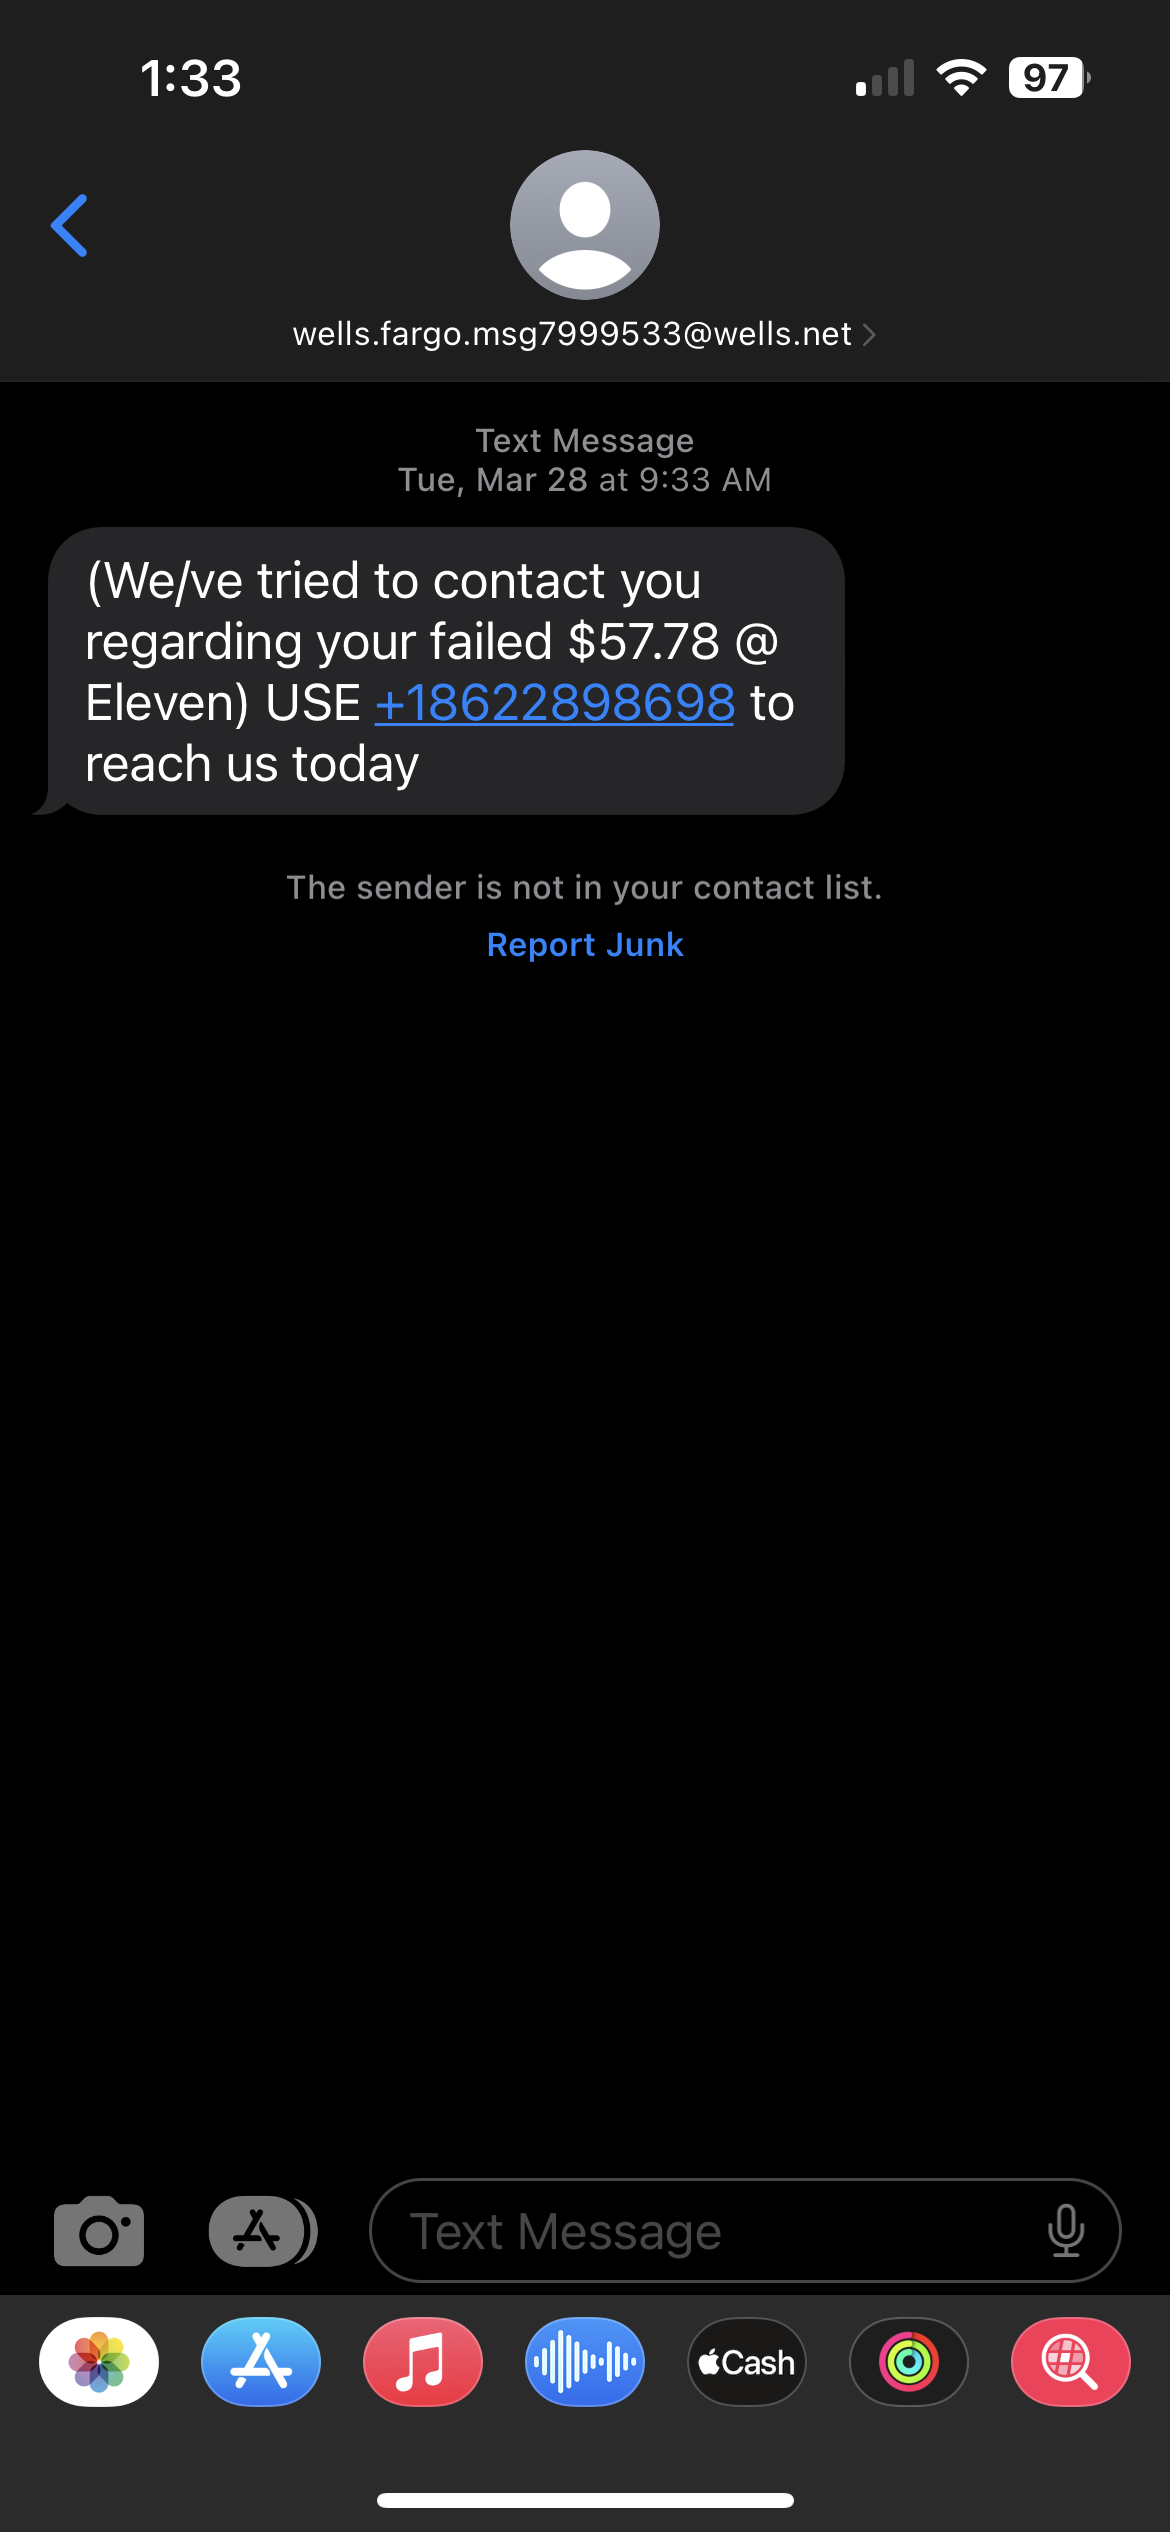 1:33
97
wells.fargo.msg7999533@wells.net
Text Message
Tue, Mar 28 at 9:33 AM
(We/ve tried to contact you
regarding your failed $57.78 @
Eleven) USE +18622898698 to
reach us today
The sender is not in your contact list.
Report Junk
Text Message
Cash